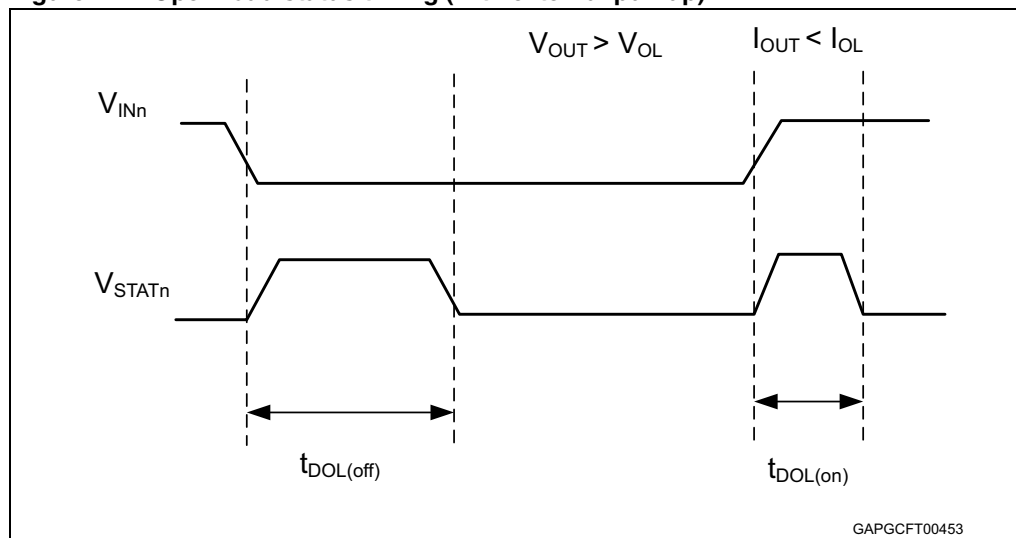 V_OUT > V_OL
I_OUT < I_OL
V_INn
V_STATn
t_DOL(off)
t_DOL(on)
GAPGCFT00453